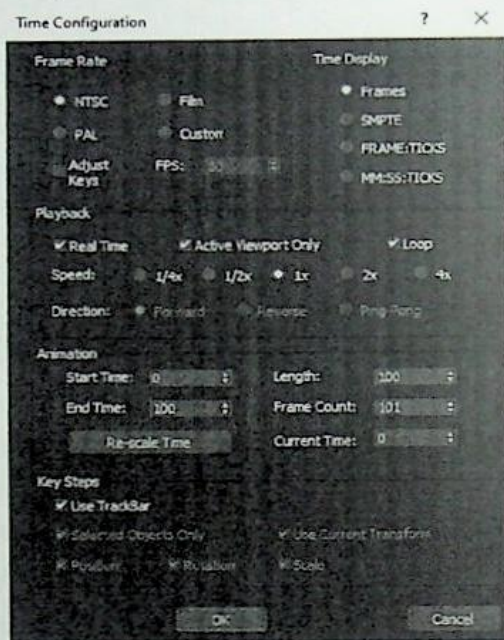 Time Configuration ? ×
Frame Rate
NTSC Film
PAL Custom
Adjust Keys FPS: 30
Time Display
Frames
SMPTE
FRAME:TICKS
MM:SS:TICKS
Playback
Real Time Active Viewport Only Loop
Speed: 1/4x 1/2x 1x 2x 4x
Direction: Forward Reverse Ping-Pong
Animation
Start Time: 0 Length: 100
End Time: 100 Frame Count: 101
Re-scale Time Current Time: 0
Key Steps
Use TrackBar
Selected Objects Only Use Current Transform
Position Rotation Scale
OK Cancel